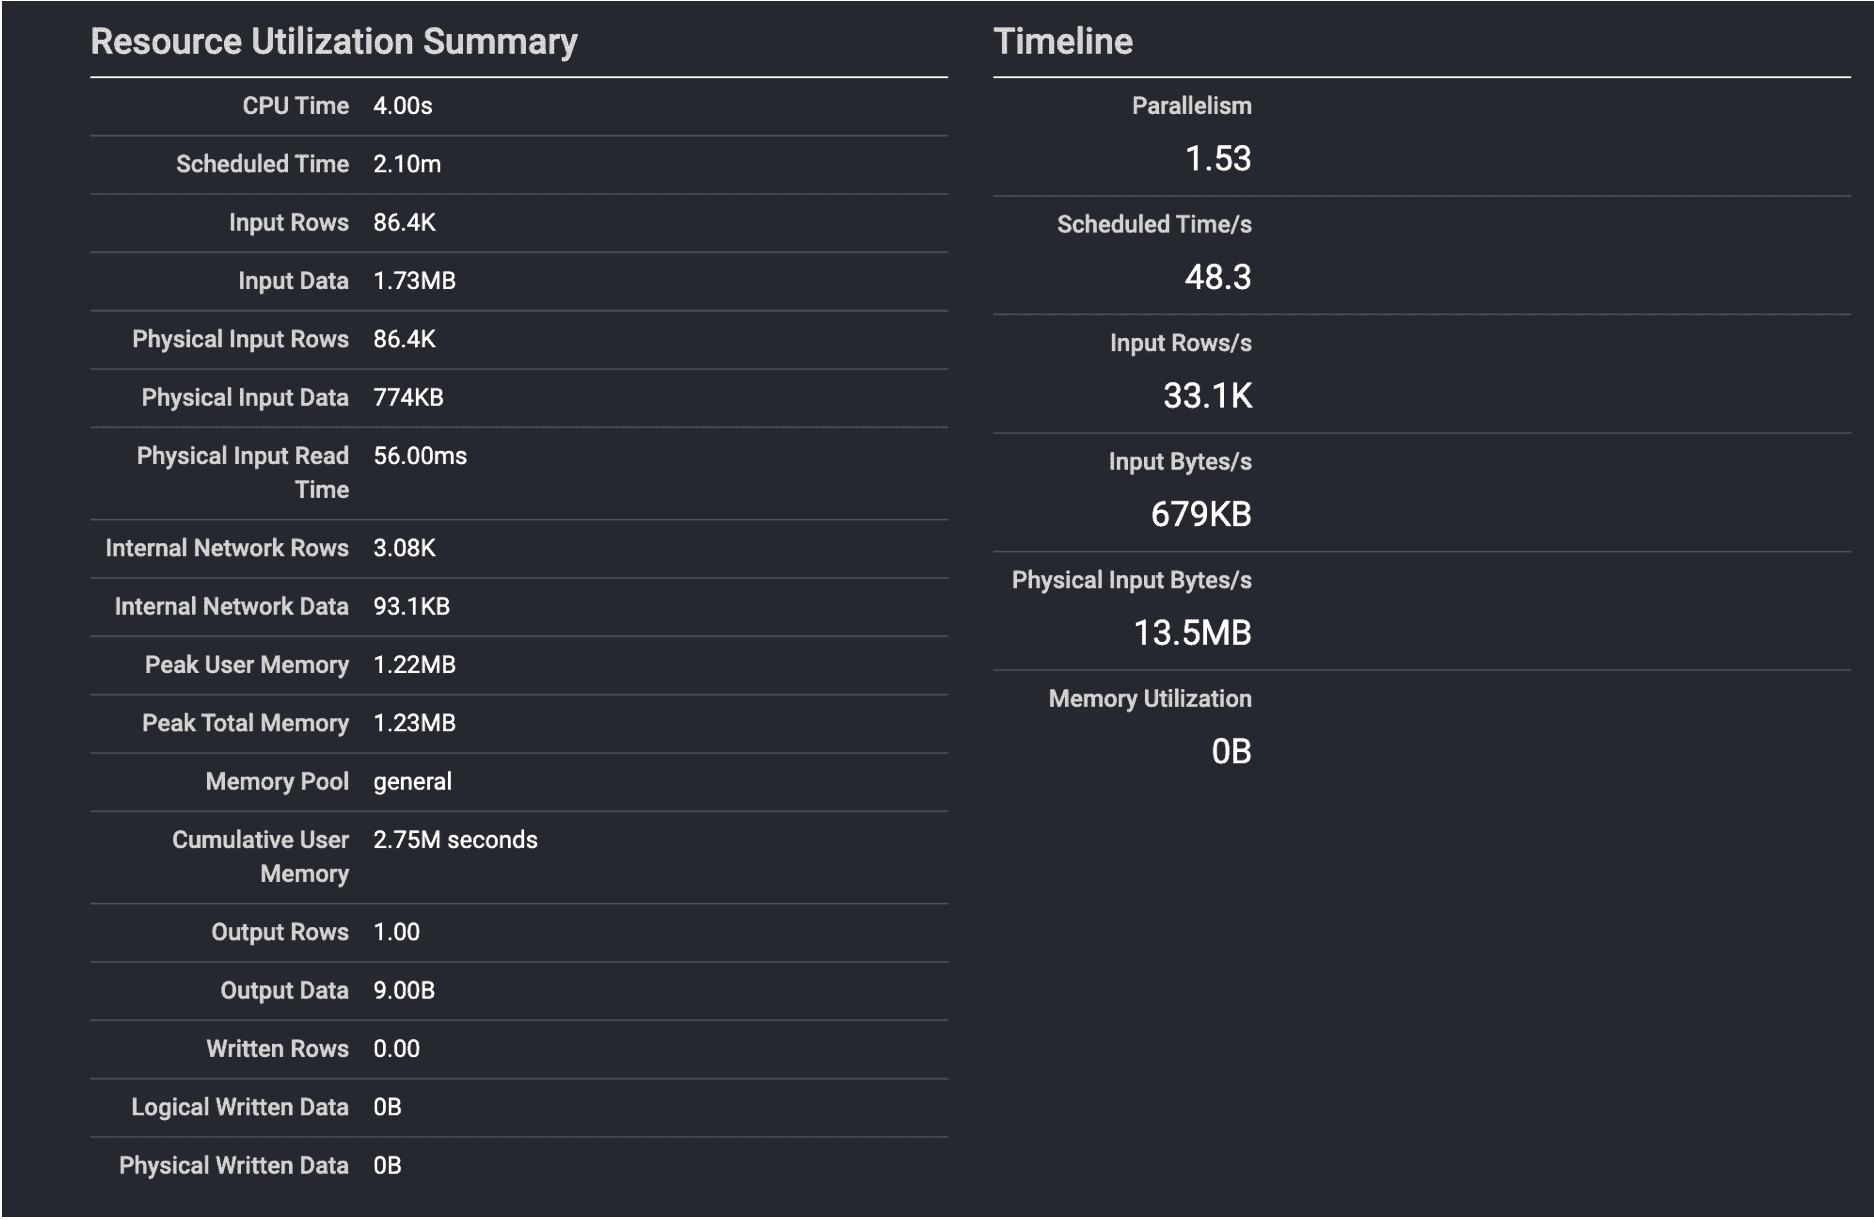 Resource Utilization Summary
CPU Time 4.00s
Scheduled Time 2.10m
Input Rows 86.4K
Input Data 1.73MB
Physical Input Rows 86.4K
Physical Input Data 774KB
Physical Input Read 56.00ms
Time
Internal Network Rows 3.08K
Internal Network Data 93.1KB
Peak User Memory 1.22MB
Peak Total Memory 1.23MB
Memory Pool general
Cumulative User 2.75M seconds
Memory
Output Rows 1.00
Output Data 9.00B
Written Rows 0.00
Logical Written Data 0B
Physical Written Data 0B
Timeline
Parallelism
1.53
Scheduled Time/s
48.3
Input Rows/s
33.1K
Input Bytes/s
679KB
Physical Input Bytes/s
13.5MB
Memory Utilization
0B